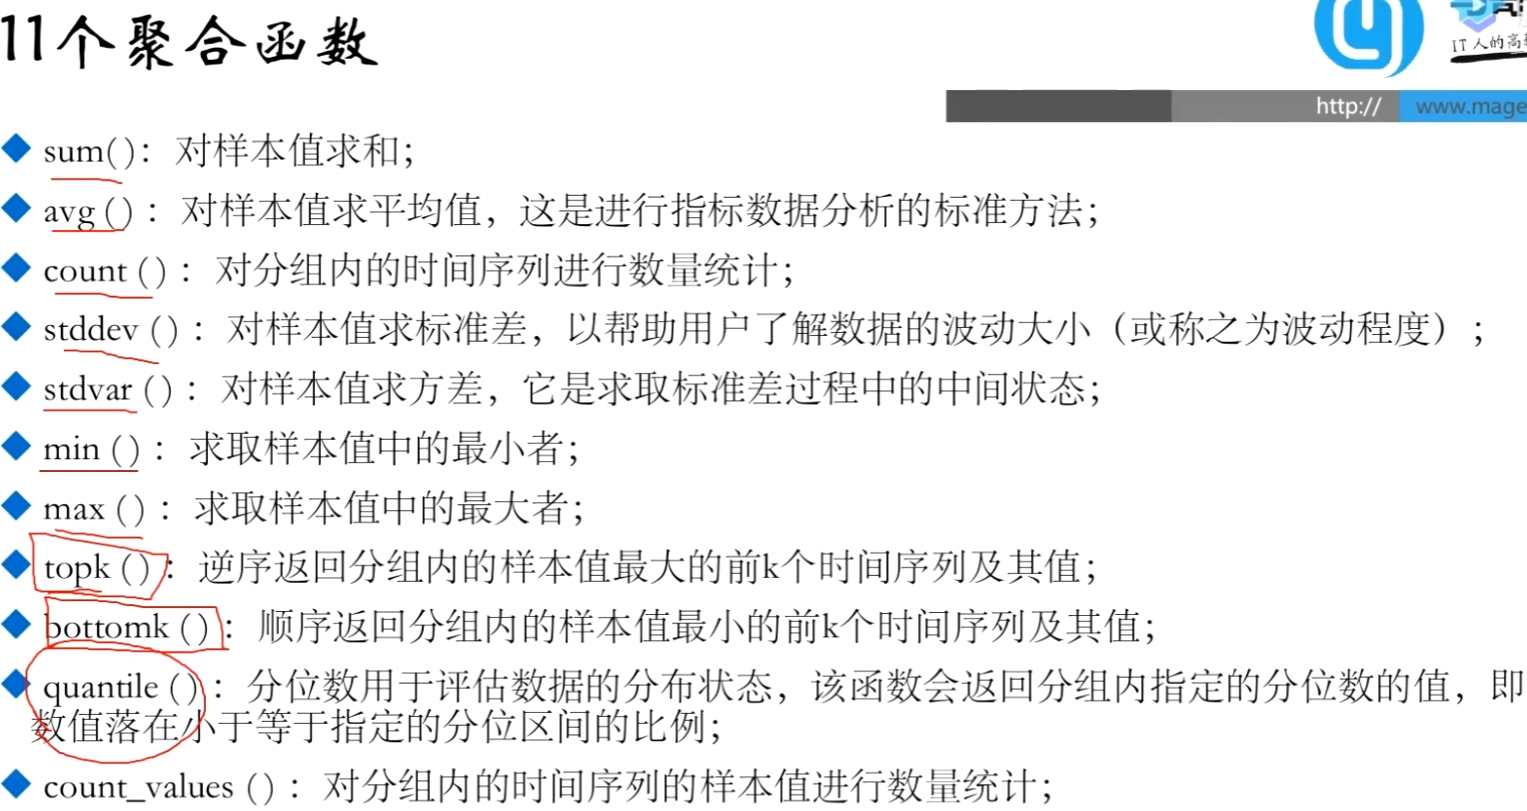 11个聚合函数
IT人的高
http:// www.mage
sum()：对样本值求和；
avg ()：对样本值求平均值，这是进行指标数据分析的标准方法；
count ()：对分组内的时间序列进行数量统计；
stddev ()：对样本值求标准差，以帮助用户了解数据的波动大小（或称之为波动程度）；
stdvar ()：对样本值求方差，它是求取标准差过程中的中间状态；
min ()：求取样本值中的最小者；
max ()：求取样本值中的最大者；
topk ()：逆序返回分组内的样本值最大的前k个时间序列及其值；
bottomk ()：顺序返回分组内的样本值最小的前k个时间序列及其值；
quantile ()：分位数用于评估数据的分布状态，该函数会返回分组内指定的分位数的值，即
数值落在小于等于指定的分位区间的比例；
count_values ()：对分组内的时间序列的样本值进行数量统计；